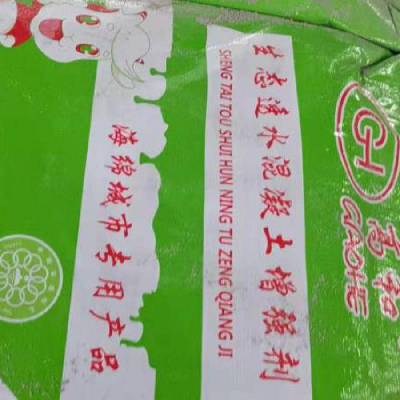 GH
高和
GAOHE
生态透水混凝土增强剂
SHENG TAI TOU SHUI HUN NING TU ZENG QIANG JI
海绵城市专用产品